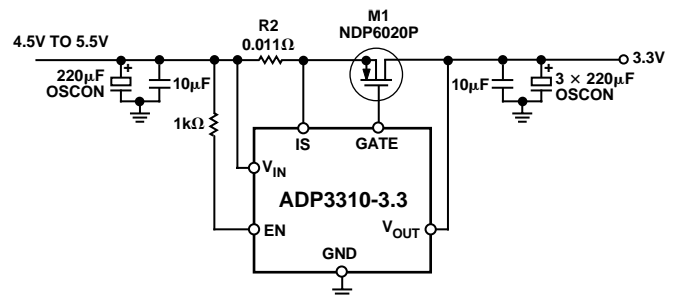 M1
NDP6020P
R2
0.011Ω
4.5V TO 5.5V
3.3V
220μF
OSCON
10μF
10μF
3 × 220μF
OSCON
1kΩ
IS
GATE
VIN
ADP3310-3.3
EN
VOUT
GND